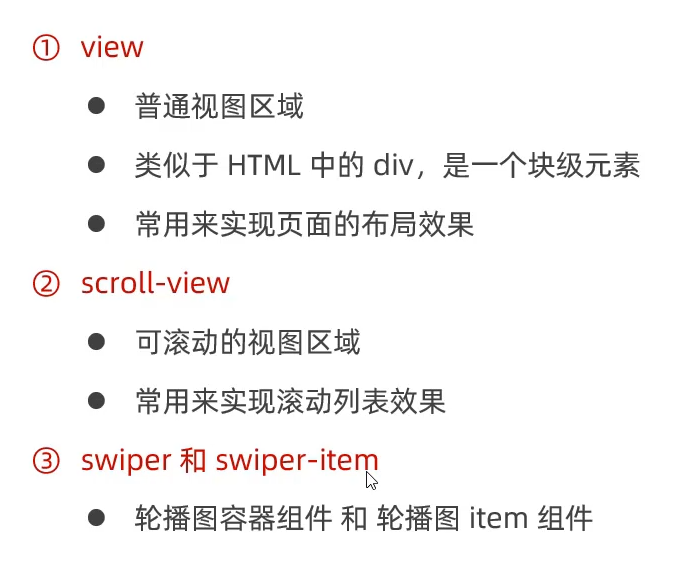 ① view
● 普通视图区域
● 类似于 HTML 中的 div，是一个块级元素
● 常用来实现页面的布局效果
② scroll-view
● 可滚动的视图区域
● 常用来实现滚动列表效果
③ swiper 和 swiper-item
● 轮播图容器组件 和 轮播图 item 组件